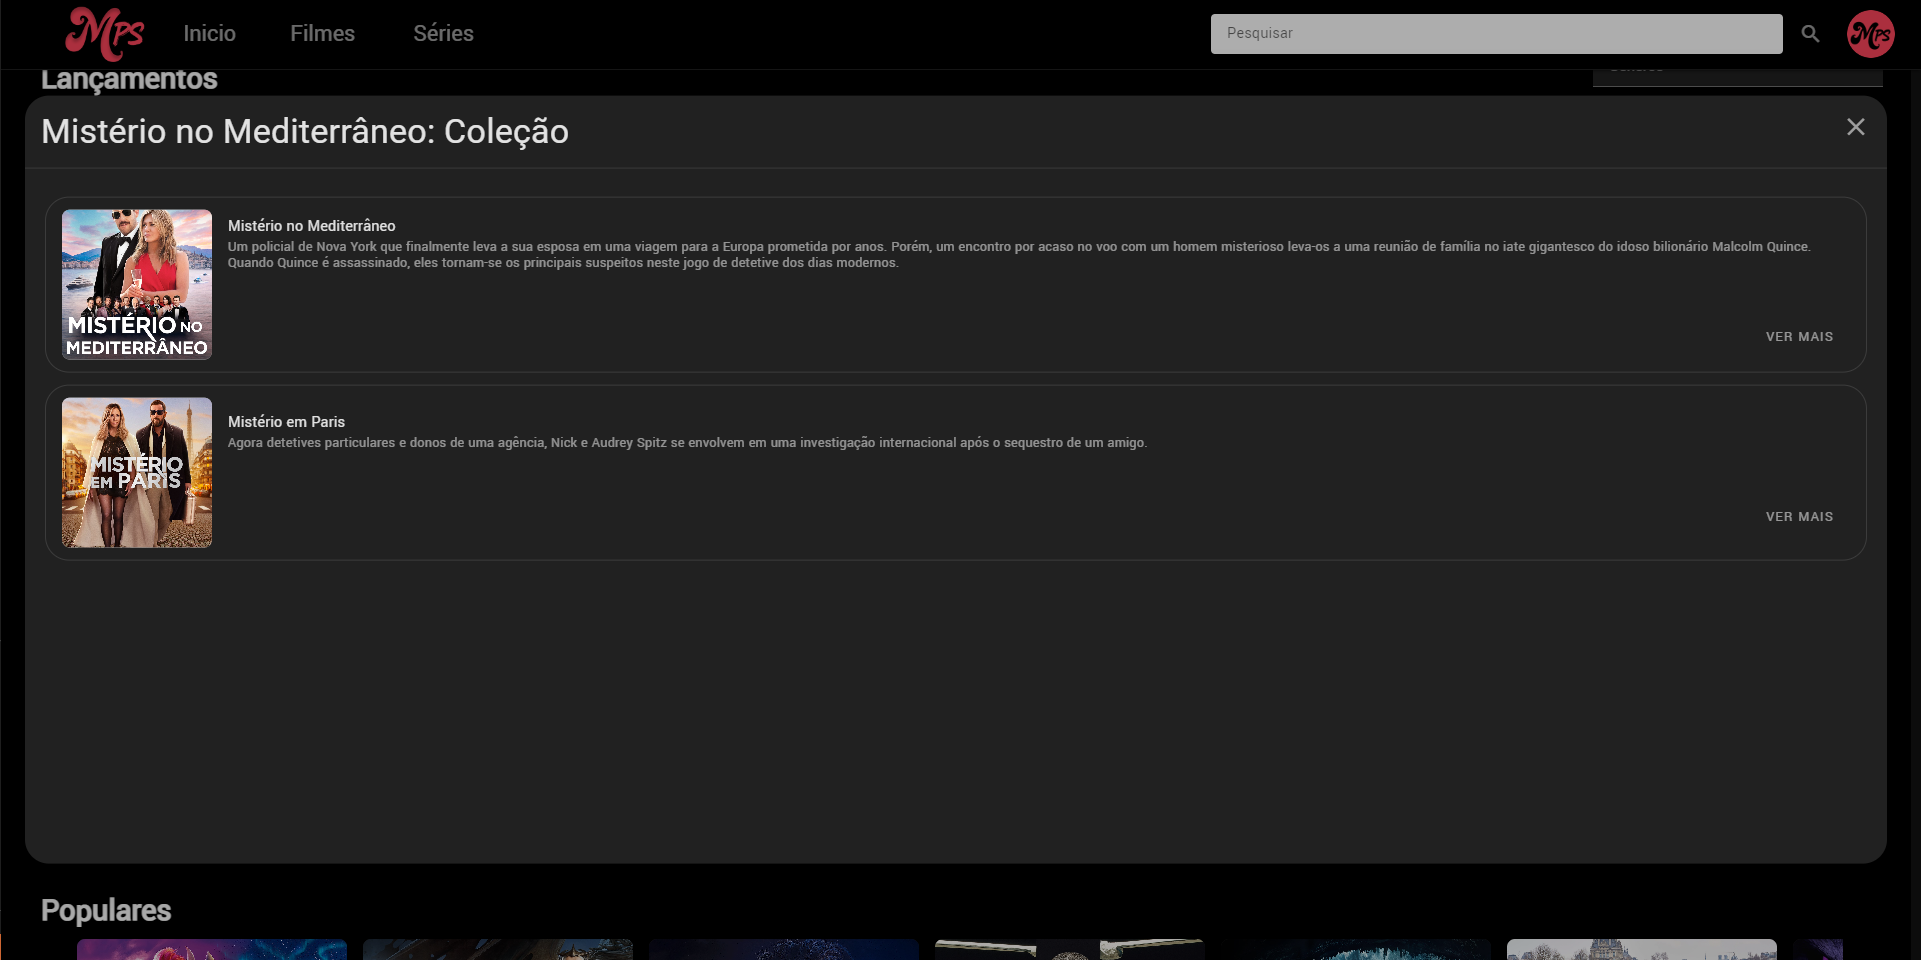 Mps
Inicio
Filmes
Séries
Pesquisar
Mps
Lançamentos
Mistério no Mediterrâneo: Coleção
MISTÉRIO NO
MEDITERRÂNEO
Mistério no Mediterrâneo
Um policial de Nova York que finalmente leva a sua esposa em uma viagem para a Europa prometida por anos. Porém, um encontro por acaso no voo com um homem misterioso leva-os a uma reunião de família no iate gigantesco do idoso bilionário Malcolm Quince.
Quando Quince é assassinado, eles tornam-se os principais suspeitos neste jogo de detetive dos dias modernos.
VER MAIS
MISTÉRIO
EM PARIS
Mistério em Paris
Agora detetives particulares e donos de uma agência, Nick e Audrey Spitz se envolvem em uma investigação internacional após o sequestro de um amigo.
VER MAIS
Populares